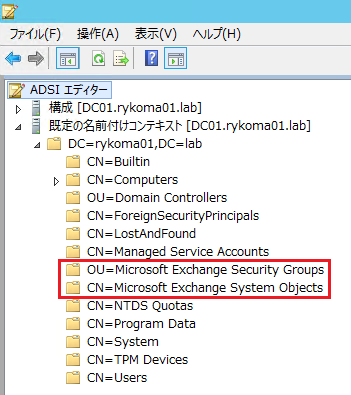 ファイル(F) 操作(A) 表示(V) ヘルプ(H)
ADSI エディター
構成 [DC01.rykoma01.lab]
既定の名前付けコンテキスト [DC01.rykoma01.lab]
DC=rykoma01,DC=lab
CN=Builtin
CN=Computers
OU=Domain Controllers
CN=ForeignSecurityPrincipals
CN=LostAndFound
CN=Managed Service Accounts
OU=Microsoft Exchange Security Groups
CN=Microsoft Exchange System Objects
CN=NTDS Quotas
CN=Program Data
CN=System
CN=TPM Devices
CN=Users